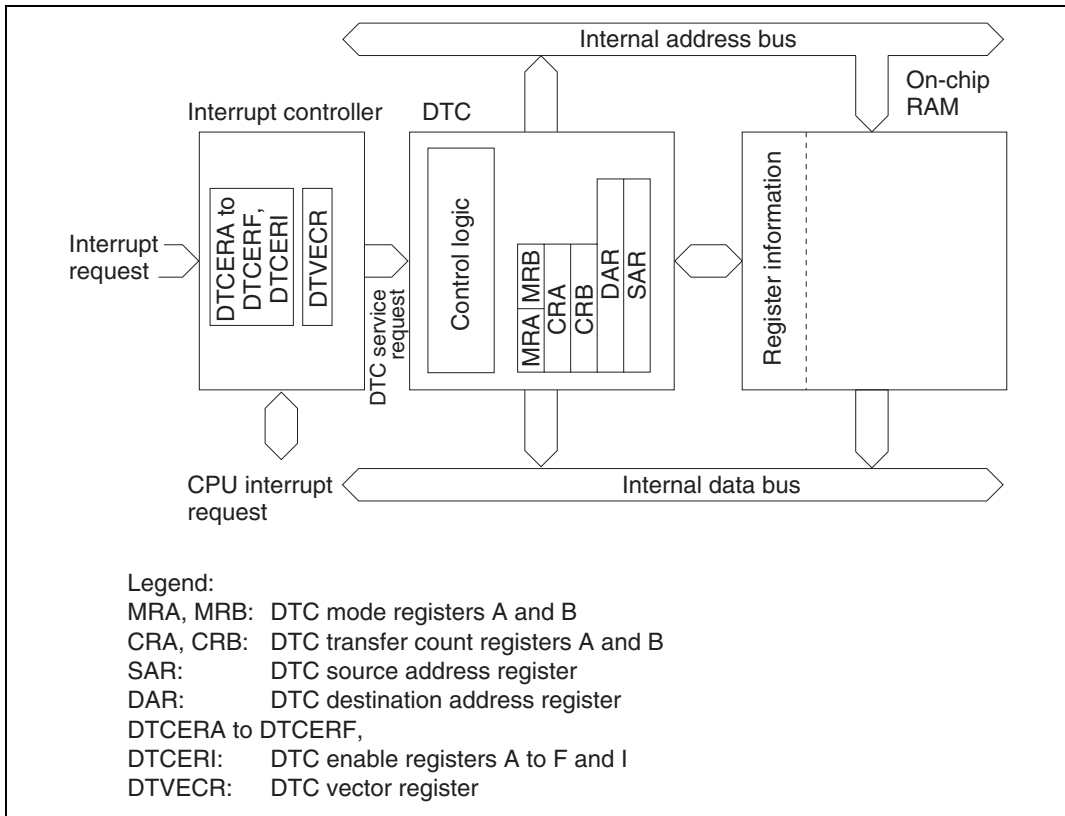 Internal address bus
On-chip
RAM
Interrupt controller
DTC
Interrupt
request
DTCERA to
DTCERF,
DTCERI
DTVECR
DTC service
request
Control logic
MRA
MRB
CRA
CRB
DAR
SAR
Register information
CPU interrupt
request
Internal data bus
Legend:
MRA, MRB: DTC mode registers A and B
CRA, CRB: DTC transfer count registers A and B
SAR: DTC source address register
DAR: DTC destination address register
DTCERA to DTCERF,
DTCERI: DTC enable registers A to F and I
DTVECR: DTC vector register